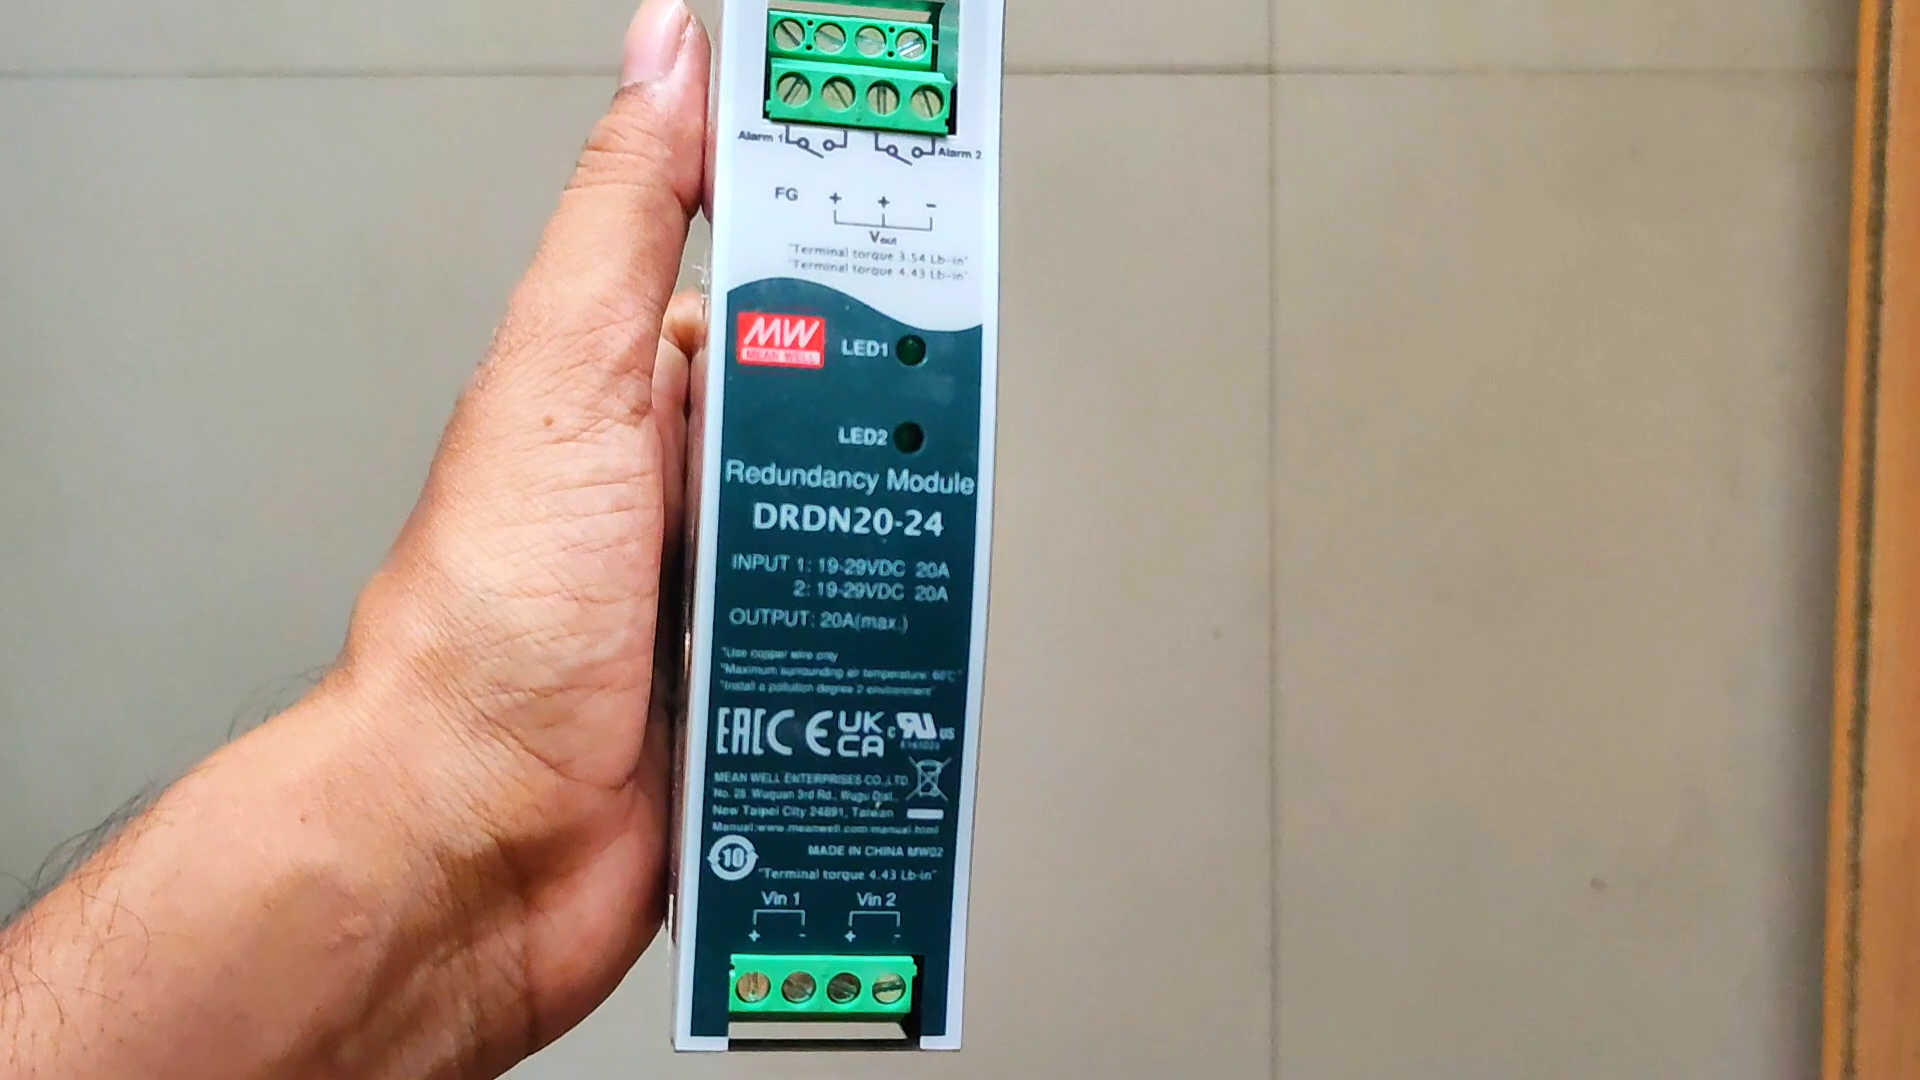 Alarm 1 Alarm 2
FG + + -
Vout
"Terminal torque 3.54 Lb-in"
"Terminal torque 4.43 Lb-in"
MW
MEAN WELL
LED1
LED2
Redundancy Module
DRDN20-24
INPUT 1: 19-29VDC 20A
2: 19-29VDC 20A
OUTPUT: 20A(max.)
"Use copper wire only
"Maximum surrounding air temperature 60°C"
"Install a pollution degree 2 environment"
EAC CE UK CA c RU us
MEAN WELL ENTERPRISES CO.,LTD.
No. 28 Wuquan 3rd Rd., Wugu Dist.,
New Taipei City 24891, Taiwan
Manual:www.meanwell.com/manual.html
10
MADE IN CHINA MW02
"Terminal torque 4.43 Lb-in"
Vin 1 Vin 2
+ - + -